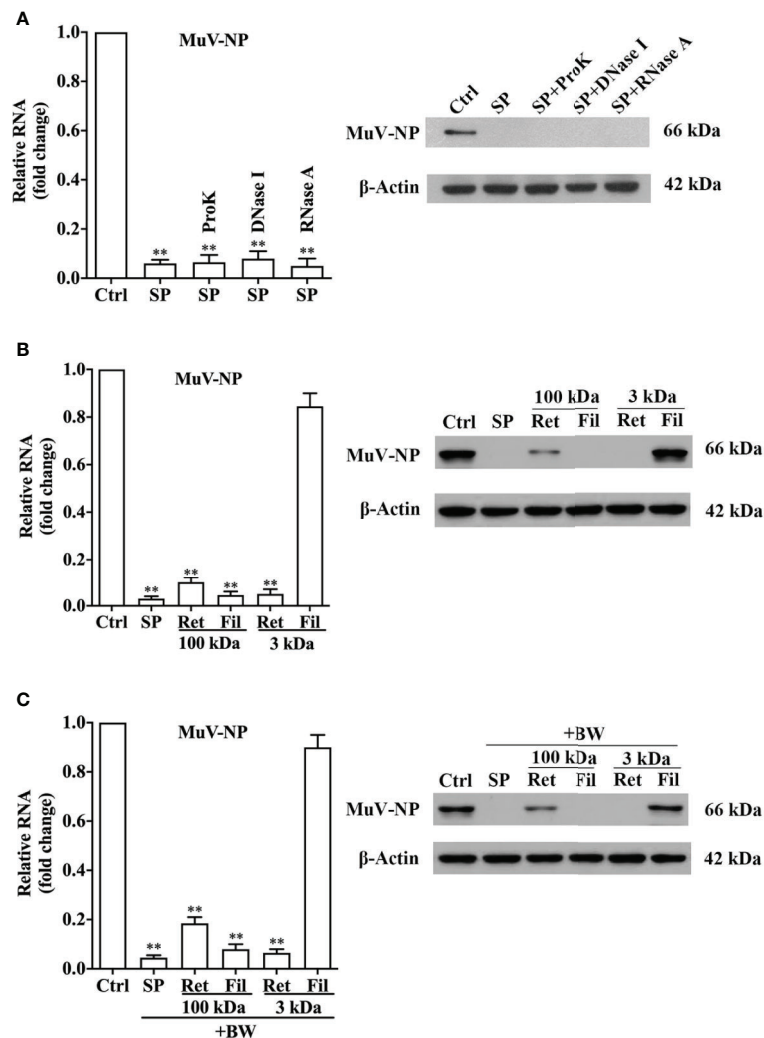 A
MuV-NP
Relative RNA
(fold change)
1.0
0.8
0.6
0.4
0.2
0.0
ProK
DNase I
RNase A
** ** ** **
Ctrl SP SP SP SP
Ctrl
SP
SP+ProK
SP+DNase I
SP+RNase A
MuV-NP 66 kDa
β-Actin 42 kDa
B
MuV-NP
Relative RNA
(fold change)
1.0
0.8
0.6
0.4
0.2
0.0
** ** ** **
Ctrl SP Ret Fil Ret Fil
100 kDa 3 kDa
100 kDa 3 kDa
Ctrl SP Ret Fil Ret Fil
MuV-NP 66 kDa
β-Actin 42 kDa
C
MuV-NP
Relative RNA
(fold change)
1.0
0.8
0.6
0.4
0.2
0.0
** ** ** **
Ctrl SP Ret Fil Ret Fil
100 kDa 3 kDa
+BW
+BW
100 kDa 3 kDa
Ctrl SP Ret Fil Ret Fil
MuV-NP 66 kDa
β-Actin 42 kDa